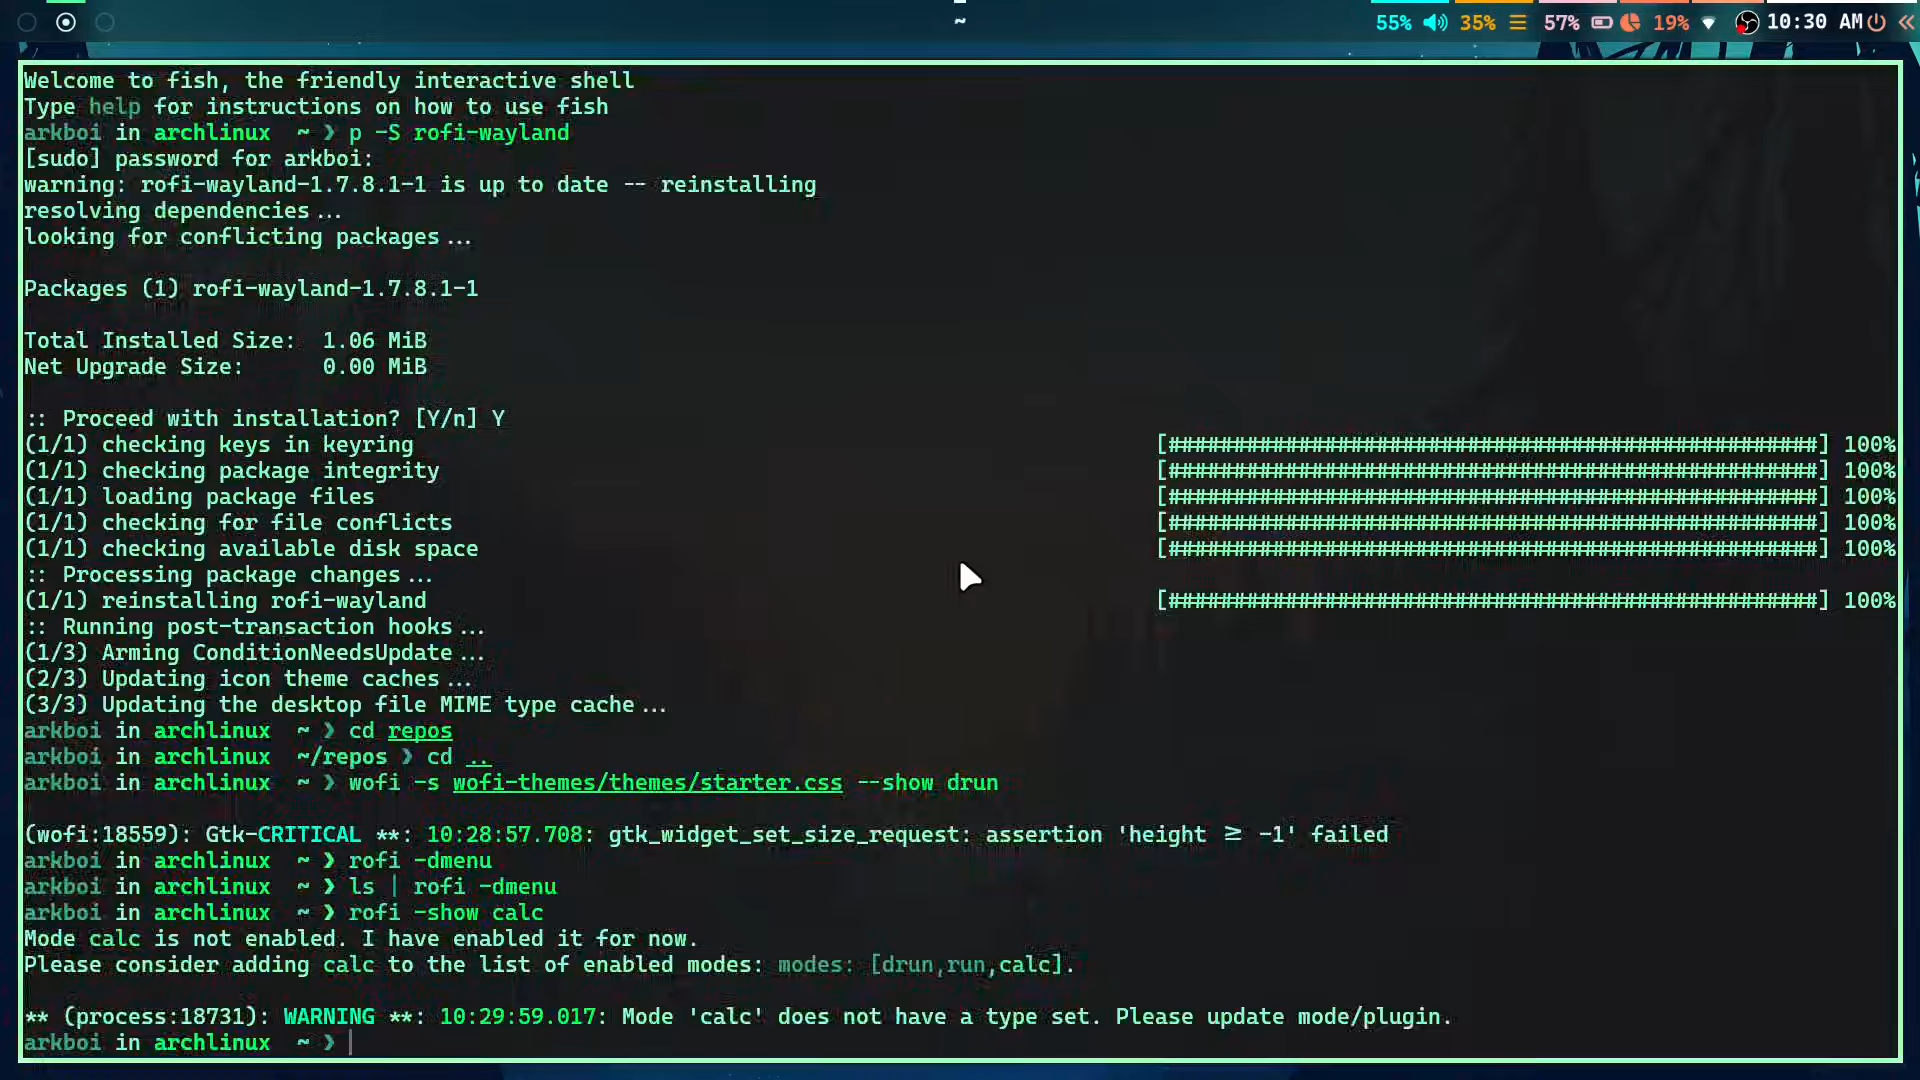 ~
55% 35% 57% 19% 10:30 AM
Welcome to fish, the friendly interactive shell
Type help for instructions on how to use fish
arkboi in archlinux ~ ❯ p -S rofi-wayland
[sudo] password for arkboi:
warning: rofi-wayland-1.7.8.1-1 is up to date -- reinstalling
resolving dependencies...
looking for conflicting packages...
Packages (1) rofi-wayland-1.7.8.1-1
Total Installed Size: 1.06 MiB
Net Upgrade Size: 0.00 MiB
:: Proceed with installation? [Y/n] Y
(1/1) checking keys in keyring [##################################################] 100%
(1/1) checking package integrity [##################################################] 100%
(1/1) loading package files [##################################################] 100%
(1/1) checking for file conflicts [##################################################] 100%
(1/1) checking available disk space [##################################################] 100%
:: Processing package changes...
(1/1) reinstalling rofi-wayland [##################################################] 100%
:: Running post-transaction hooks...
(1/3) Arming ConditionNeedsUpdate...
(2/3) Updating icon theme caches...
(3/3) Updating the desktop file MIME type cache...
arkboi in archlinux ~ ❯ cd repos
arkboi in archlinux ~/repos ❯ cd ..
arkboi in archlinux ~ ❯ wofi -s wofi-themes/themes/starter.css --show drun
(wofi:18559): Gtk-CRITICAL **: 10:28:57.708: gtk_widget_set_size_request: assertion 'height ≥ -1' failed
arkboi in archlinux ~ ❯ rofi -dmenu
arkboi in archlinux ~ ❯ ls | rofi -dmenu
arkboi in archlinux ~ ❯ rofi -show calc
Mode calc is not enabled. I have enabled it for now.
Please consider adding calc to the list of enabled modes: modes: [drun,run,calc].
** (process:18731): WARNING **: 10:29:59.017: Mode 'calc' does not have a type set. Please update mode/plugin.
arkboi in archlinux ~ ❯